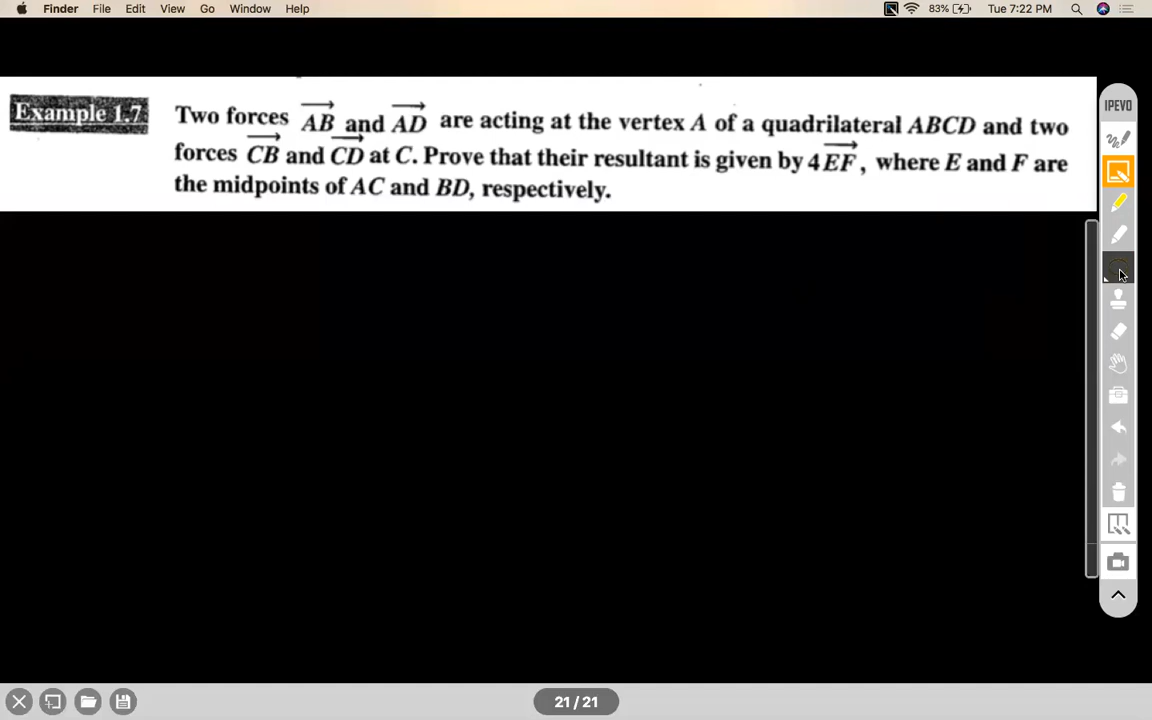 Finder File Edit View Go Window Help 83% Tue 7:22 PM
Example 1.7 Two forces AB and AD are acting at the vertex A of a quadrilateral ABCD and two
forces CB and CD at C. Prove that their resultant is given by 4EF, where E and F are
the midpoints of AC and BD, respectively.
IPEVO
21 / 21